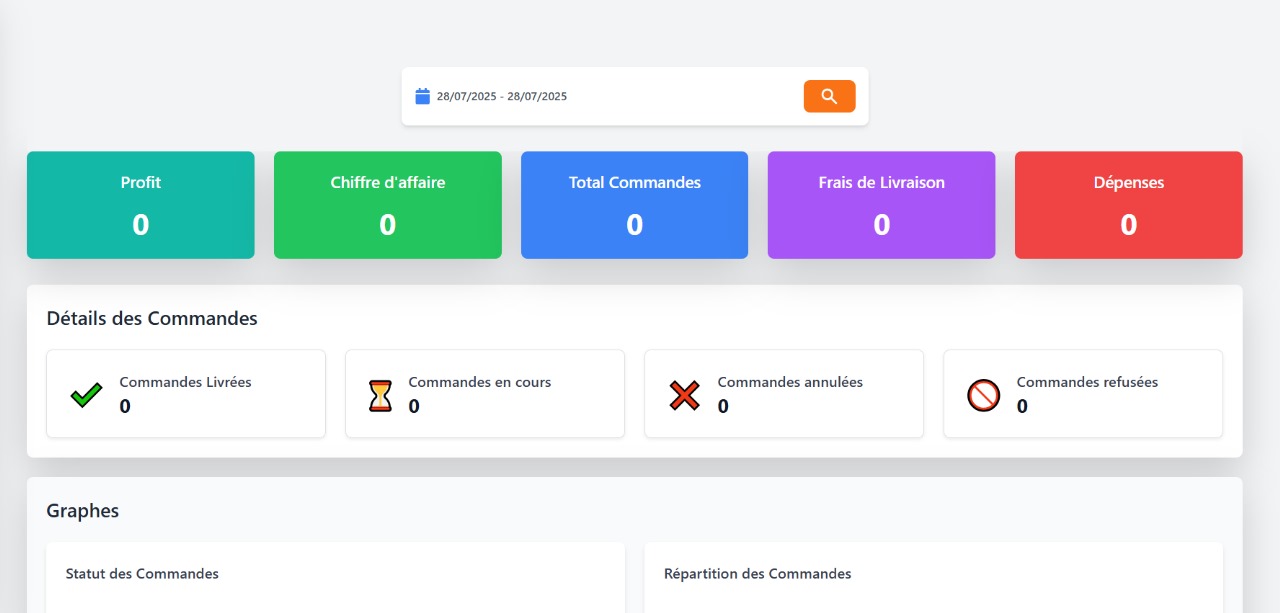 28/07/2025 - 28/07/2025
Profit
0
Chiffre d'affaire
0
Total Commandes
0
Frais de Livraison
0
Dépenses
0
Détails des Commandes
Commandes Livrées
0
Commandes en cours
0
Commandes annulées
0
Commandes refusées
0
Graphes
Statut des Commandes
Répartition des Commandes